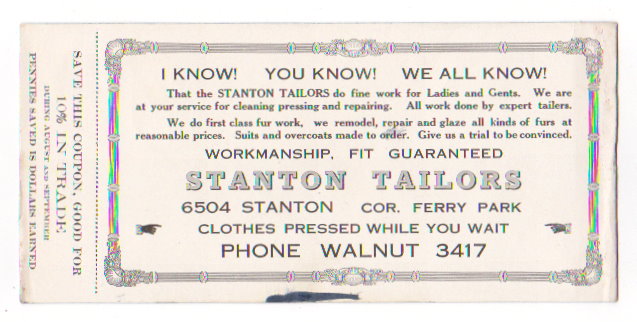 SAVE THIS COUPON, GOOD FOR
10% IN TRADE
DURING AUGUST AND SEPTEMBER
PENNIES SAVED IS DOLLARS EARNED
I KNOW! YOU KNOW! WE ALL KNOW!
That the STANTON TAILORS do fine work for Ladies and Gents. We are
at your service for cleaning pressing and repairing. All work done by expert tailers.
We do first class fur work, we remodel, repair and glaze all kinds of furs at
reasonable prices. Suits and overcoats made to order. Give us a trial to be convinced.
WORKMANSHIP, FIT GUARANTEED
STANTON TAILORS
6504 STANTON COR. FERRY PARK
CLOTHES PRESSED WHILE YOU WAIT
PHONE WALNUT 3417